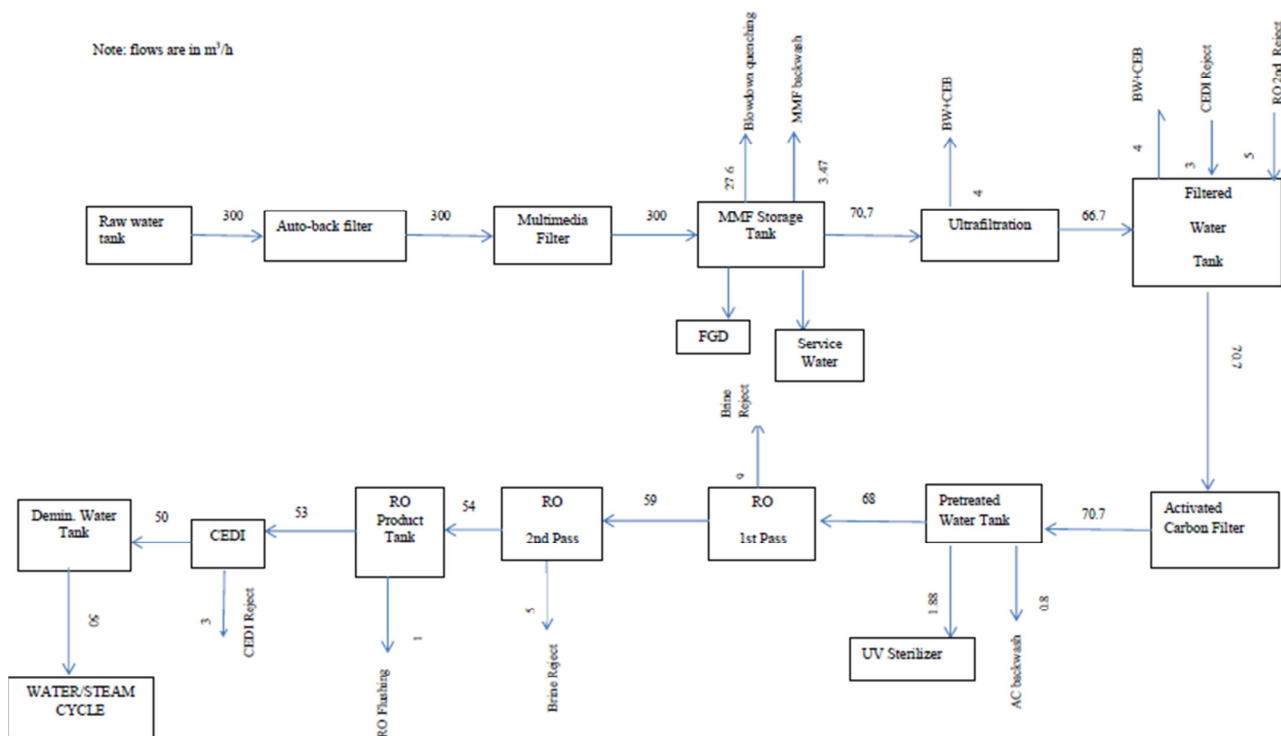 Note: flows are in m³/h
Blowdown quenching
MMF backwash
BW+CEB
BW+CEB
CEDI Reject
RO 2nd Reject
27.6
3.47
4
4
3
5
Raw water
tank
300
Auto-back filter
300
Multimedia
Filter
300
MMF Storage
Tank
70,7
Ultrafiltration
66.7
Filtered
Water
Tank
FGD
Service
Water
70.7
Brine
Reject
9
Demin. Water
Tank
50
CEDI
53
RO
Product
Tank
54
RO
2nd Pass
59
RO
1st Pass
68
Pretreated
Water Tank
70.7
Activated
Carbon Filter
50
3
CEDI Reject
1
RO Flushing
5
Brine Reject
1.88
0.8
UV Sterilizer
AC backwash
WATER/STEAM
CYCLE